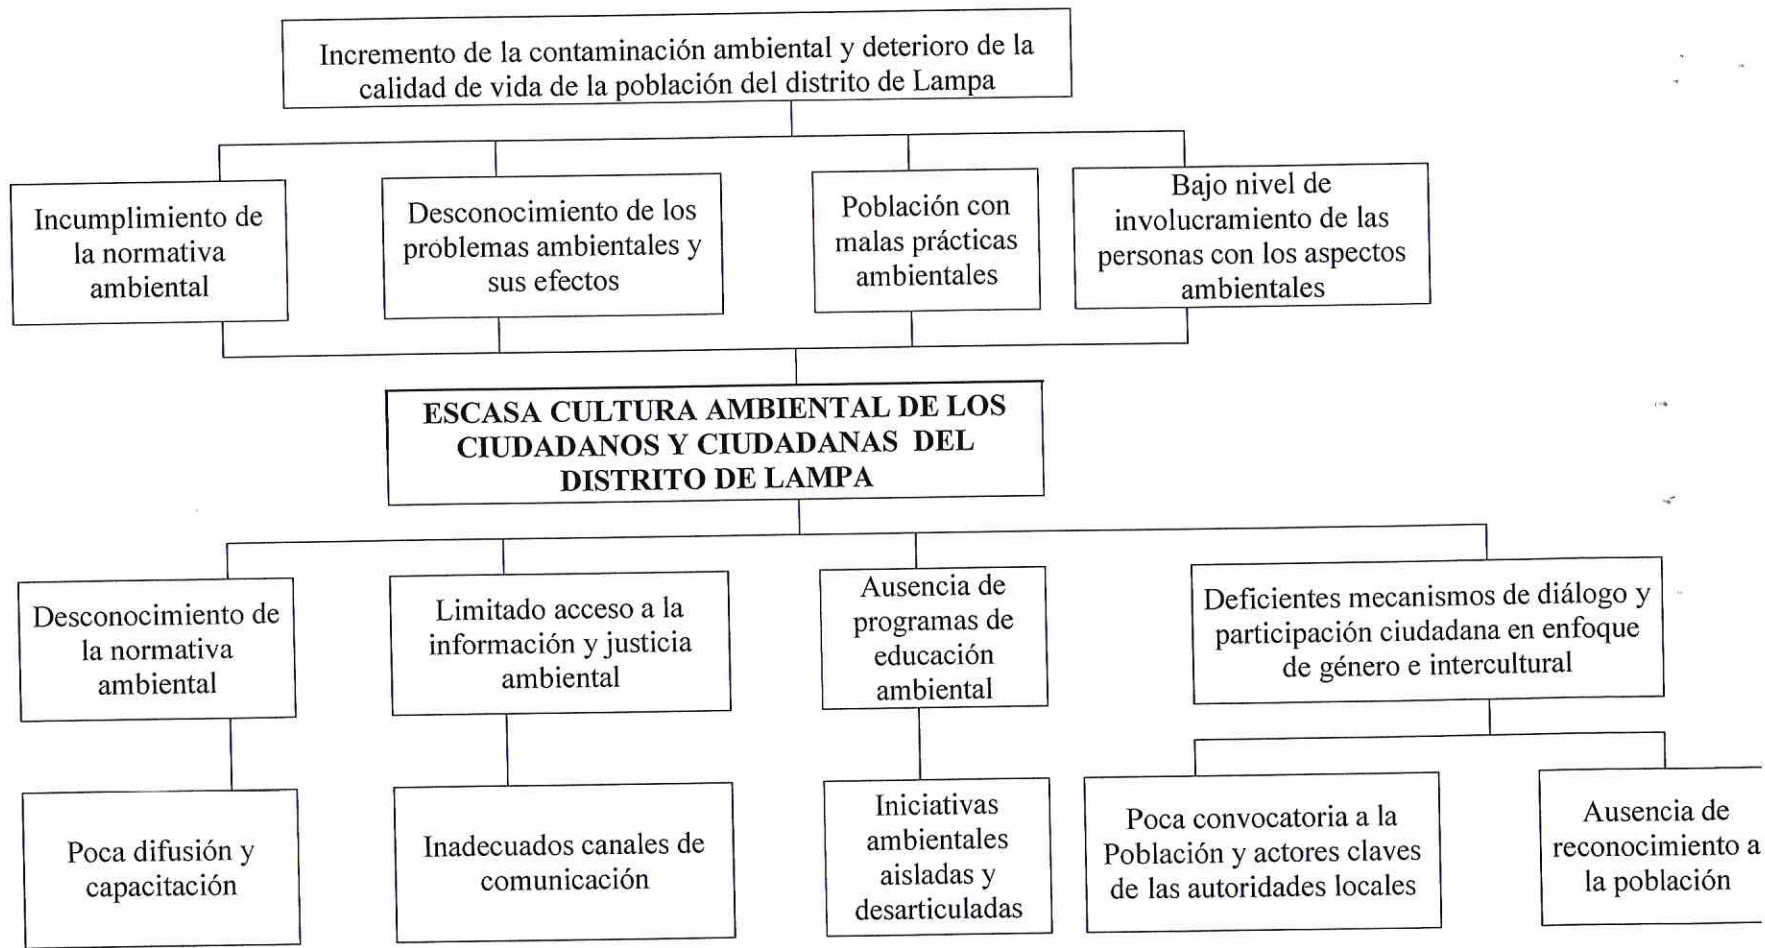 Incremento de la contaminación ambiental y deterioro de la
calidad de vida de la población del distrito de Lampa
Incumplimiento de
la normativa
ambiental
Desconocimiento de los
problemas ambientales y
sus efectos
Población con
malas prácticas
ambientales
Bajo nivel de
involucramiento de las
personas con los aspectos
ambientales
ESCASA CULTURA AMBIENTAL DE LOS
CIUDADANOS Y CIUDADANAS DEL
DISTRITO DE LAMPA
Desconocimiento de
la normativa
ambiental
Limitado acceso a la
información y justicia
ambiental
Ausencia de
programas de
educación
ambiental
Deficientes mecanismos de diálogo y
participación ciudadana en enfoque
de género e intercultural
Poca difusión y
capacitación
Inadecuados canales de
comunicación
Iniciativas
ambientales
aisladas y
desarticuladas
Poca convocatoria a la
Población y actores claves
de las autoridades locales
Ausencia de
reconocimiento a
la población